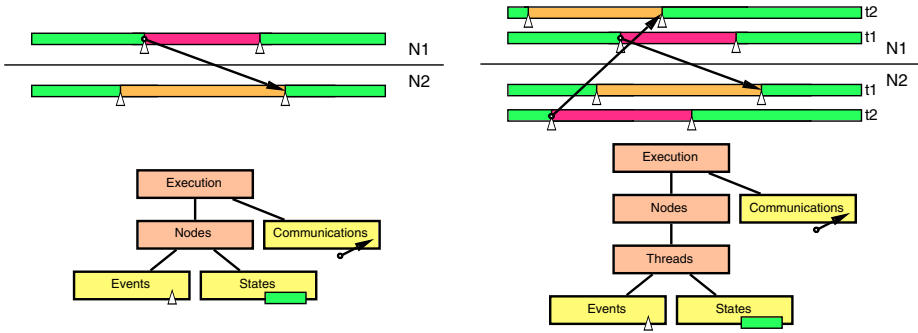 N1
N2
Execution
Nodes
Communications
Events
States
t2
t1
N1
N2
t1
t2
Execution
Nodes
Communications
Threads
Events
States